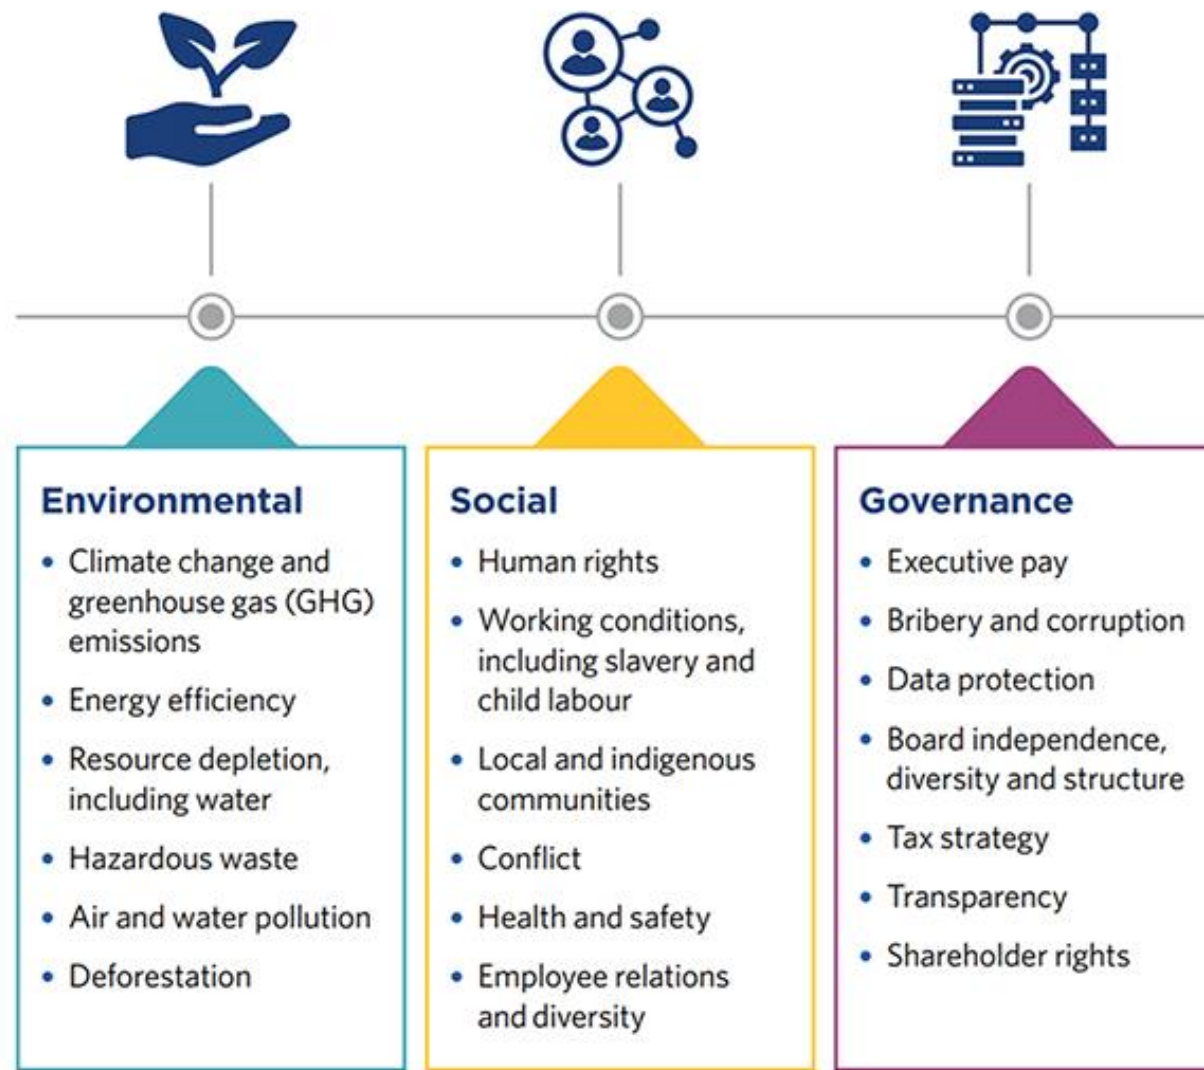 Environmental
• Climate change and
greenhouse gas (GHG)
emissions
• Energy efficiency
• Resource depletion,
including water
• Hazardous waste
• Air and water pollution
• Deforestation
Social
• Human rights
• Working conditions,
including slavery and
child labour
• Local and indigenous
communities
• Conflict
• Health and safety
• Employee relations
and diversity
Governance
• Executive pay
• Bribery and corruption
• Data protection
• Board independence,
diversity and structure
• Tax strategy
• Transparency
• Shareholder rights